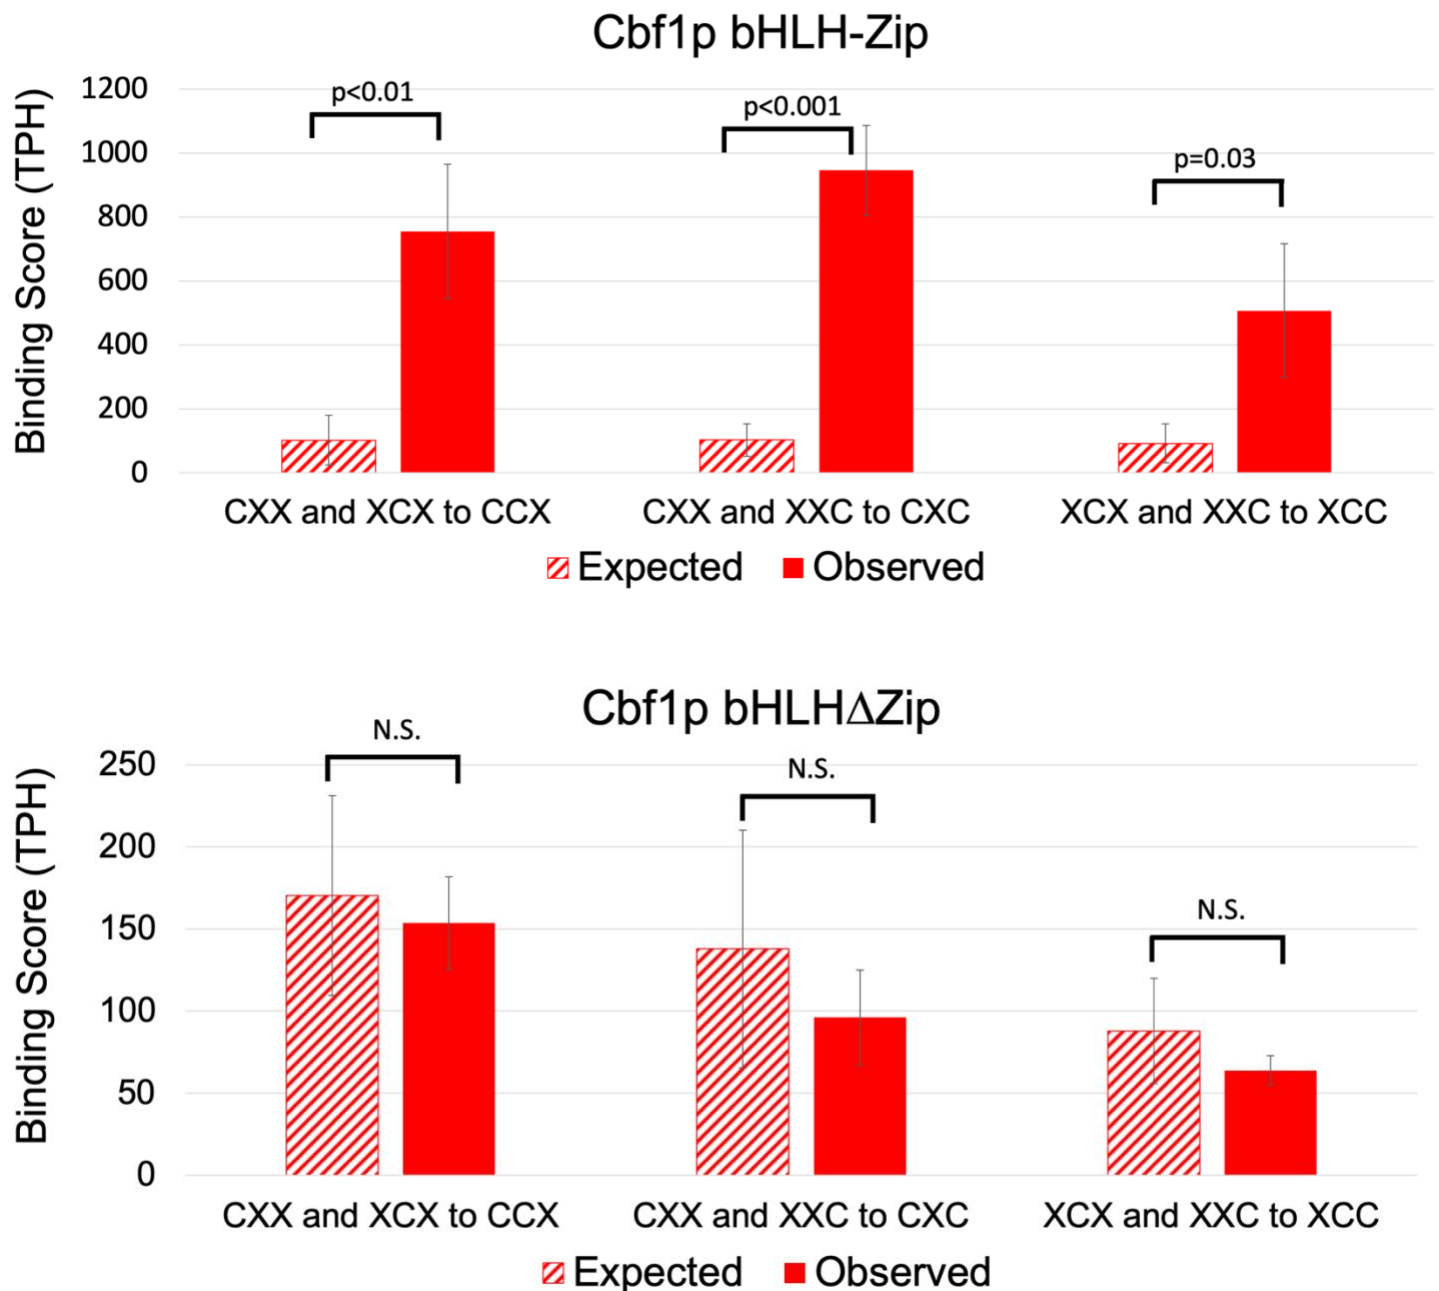 Cbf1p bHLH-Zip
Binding Score (TPH)
1200
1000
800
600
400
200
0
p<0.01
p<0.001
p=0.03
CXX and XCX to CCX
CXX and XXC to CXC
XCX and XXC to XCC
Expected
Observed
Cbf1p bHLHΔZip
Binding Score (TPH)
250
200
150
100
50
0
N.S.
N.S.
N.S.
CXX and XCX to CCX
CXX and XXC to CXC
XCX and XXC to XCC
Expected
Observed